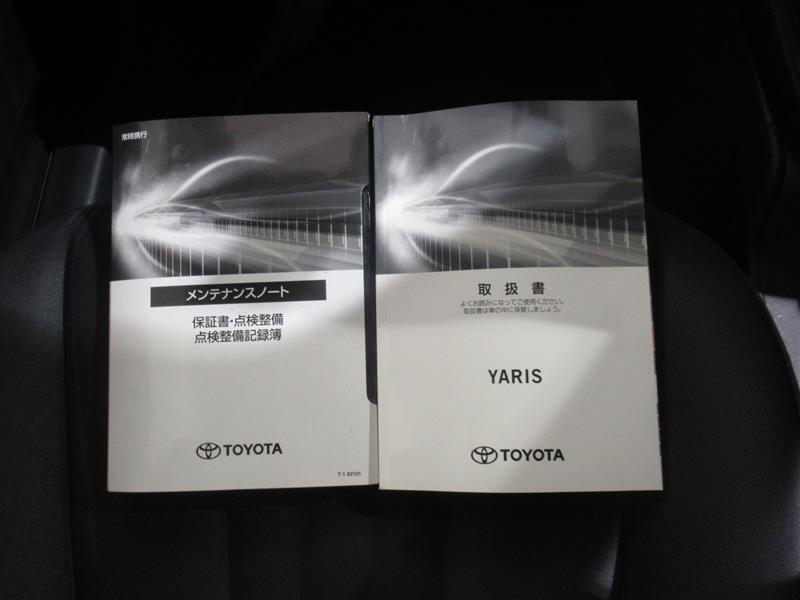 常時携行
メンテナンスノート
保証書・点検整備
点検整備記録簿
TOYOTA
T-1 62101
取扱書
よくお読みになってご使用ください。
取扱書は車の中に保管しましょう。
YARIS
TOYOTA